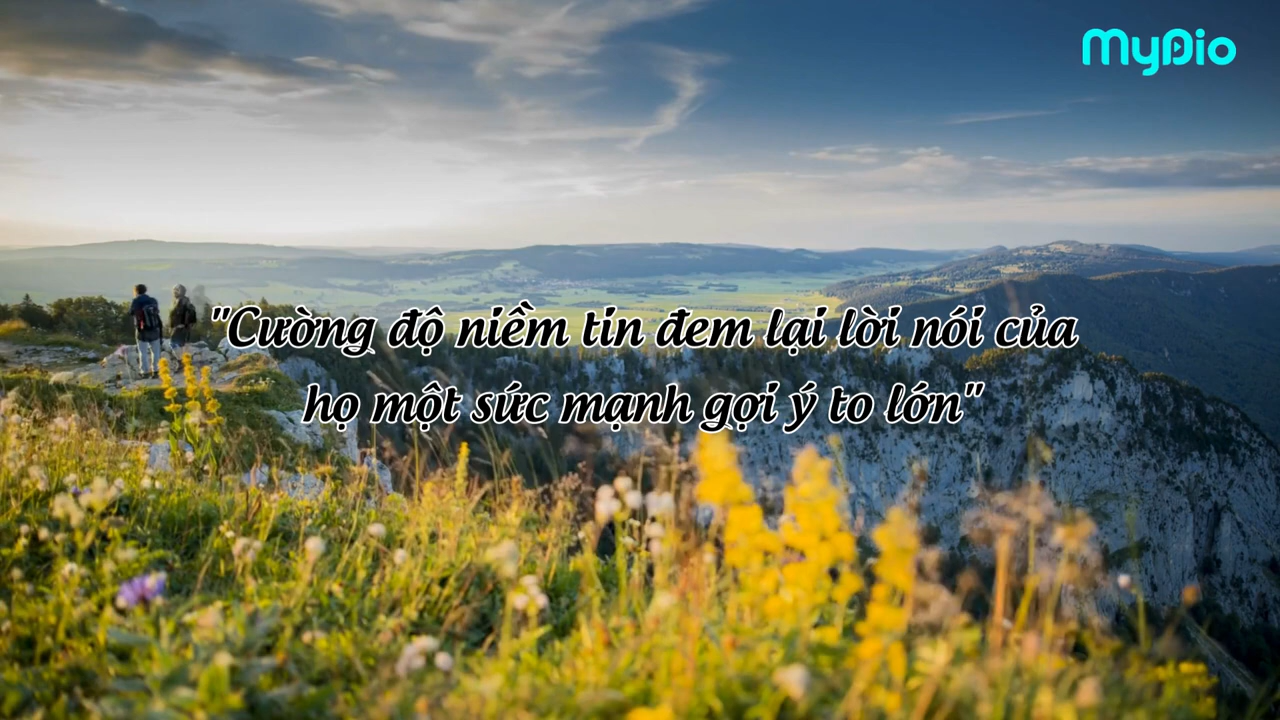 MyDio
"Cường độ niềm tin đem lại lời nói của
họ một sức mạnh gợi ý to lớn"